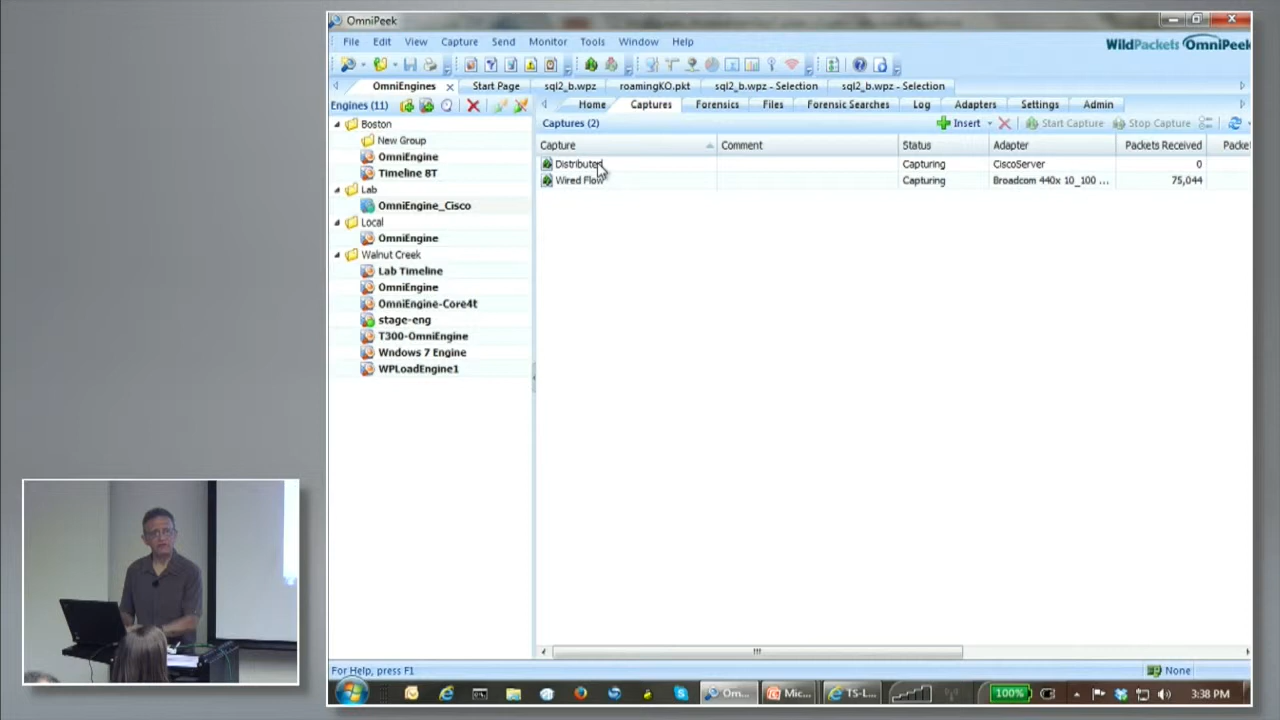 OmniPeek
File Edit View Capture Send Monitor Tools Window Help
WildPackets OmniPeek
OmniEngines Start Page sql2_b.wpz roamingKO.pkt sql2_b.wpz - Selection sql2_b.wpz - Selection
Engines (11)
Home Captures Forensics Files Forensic Searches Log Adapters Settings Admin
Captures (2)
Insert Start Capture Stop Capture
Capture Comment Status Adapter Packets Received Packe
Distributed Capturing CiscoServer 0
Wired Flow Capturing Broadcom 440x 10_100 ... 75,044
Boston
New Group
OmniEngine
Timeline BT
Lab
OmniEngine_Cisco
Local
OmniEngine
Walnut Creek
Lab Timeline
OmniEngine
OmniEngine-Core4t
stage-eng
T300-OmniEngine
Wndows 7 Engine
WPLoadEngine1
For Help, press F1
None
Om... Mic... TS-L... 100% 3:38 PM